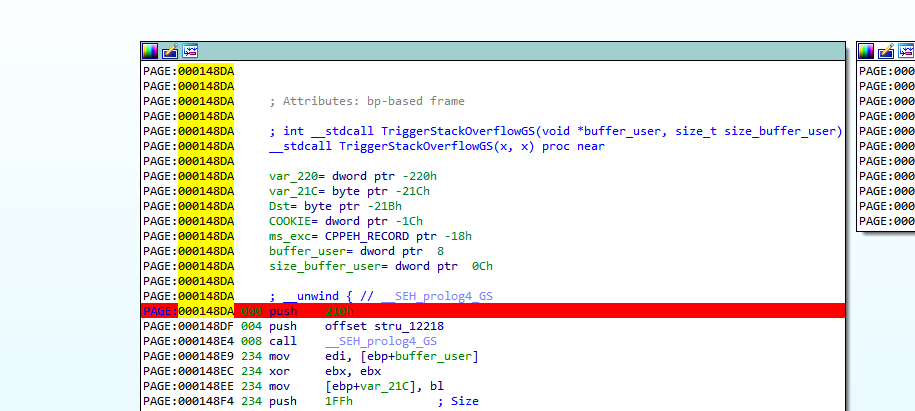 PAGE:000148DA
PAGE:000148DA
PAGE:000148DA ; Attributes: bp-based frame
PAGE:000148DA
PAGE:000148DA ; int __stdcall TriggerStackOverflowGS(void *buffer_user, size_t size_buffer_user)
PAGE:000148DA __stdcall TriggerStackOverflowGS(x, x) proc near
PAGE:000148DA
PAGE:000148DA var_220= dword ptr -220h
PAGE:000148DA var_21C= byte ptr -21Ch
PAGE:000148DA Dst= byte ptr -21Bh
PAGE:000148DA COOKIE= dword ptr -1Ch
PAGE:000148DA ms_exc= CPPEH_RECORD ptr -18h
PAGE:000148DA buffer_user= dword ptr  8
PAGE:000148DA size_buffer_user= dword ptr  0Ch
PAGE:000148DA
PAGE:000148DA ; __unwind { // __SEH_prolog4_GS
PAGE:000148DA 000 push    210h
PAGE:000148DF 004 push    offset stru_12218
PAGE:000148E4 008 call    __SEH_prolog4_GS
PAGE:000148E9 234 mov     edi, [ebp+buffer_user]
PAGE:000148EC 234 xor     ebx, ebx
PAGE:000148EE 234 mov     [ebp+var_21C], bl
PAGE:000148F4 234 push    1FFh            ; Size
PAGE:000
PAGE:000
PAGE:000
PAGE:000
PAGE:000
PAGE:000
PAGE:000
PAGE:000
PAGE:000
PAGE:000
PAGE:000